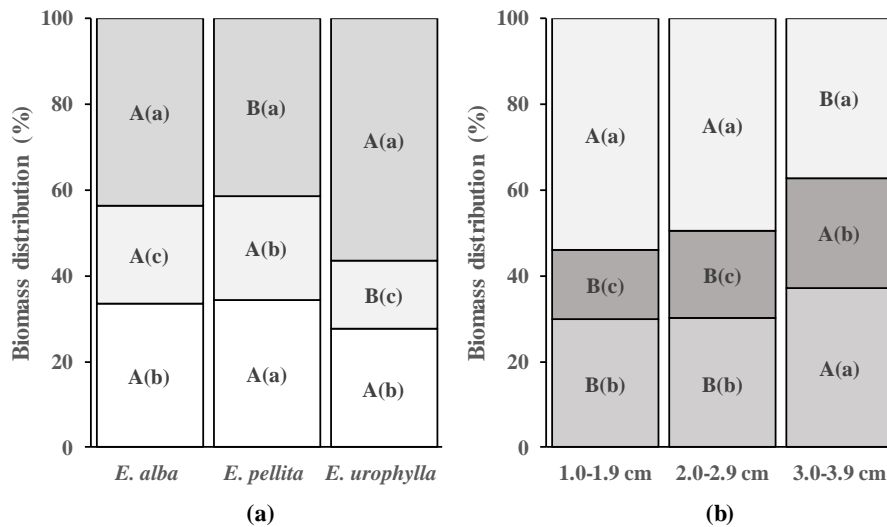 Biomass distribution (%)
100
80
60
40
20
0
A(a)
A(c)
A(b)
B(a)
A(b)
A(a)
A(a)
B(c)
A(b)
E. alba
E. pellita
E. urophylla
(a)
Biomass distribution (%)
100
80
60
40
20
0
A(a)
B(c)
B(b)
A(a)
B(c)
B(b)
B(a)
A(b)
A(a)
1.0-1.9 cm
2.0-2.9 cm
3.0-3.9 cm
(b)